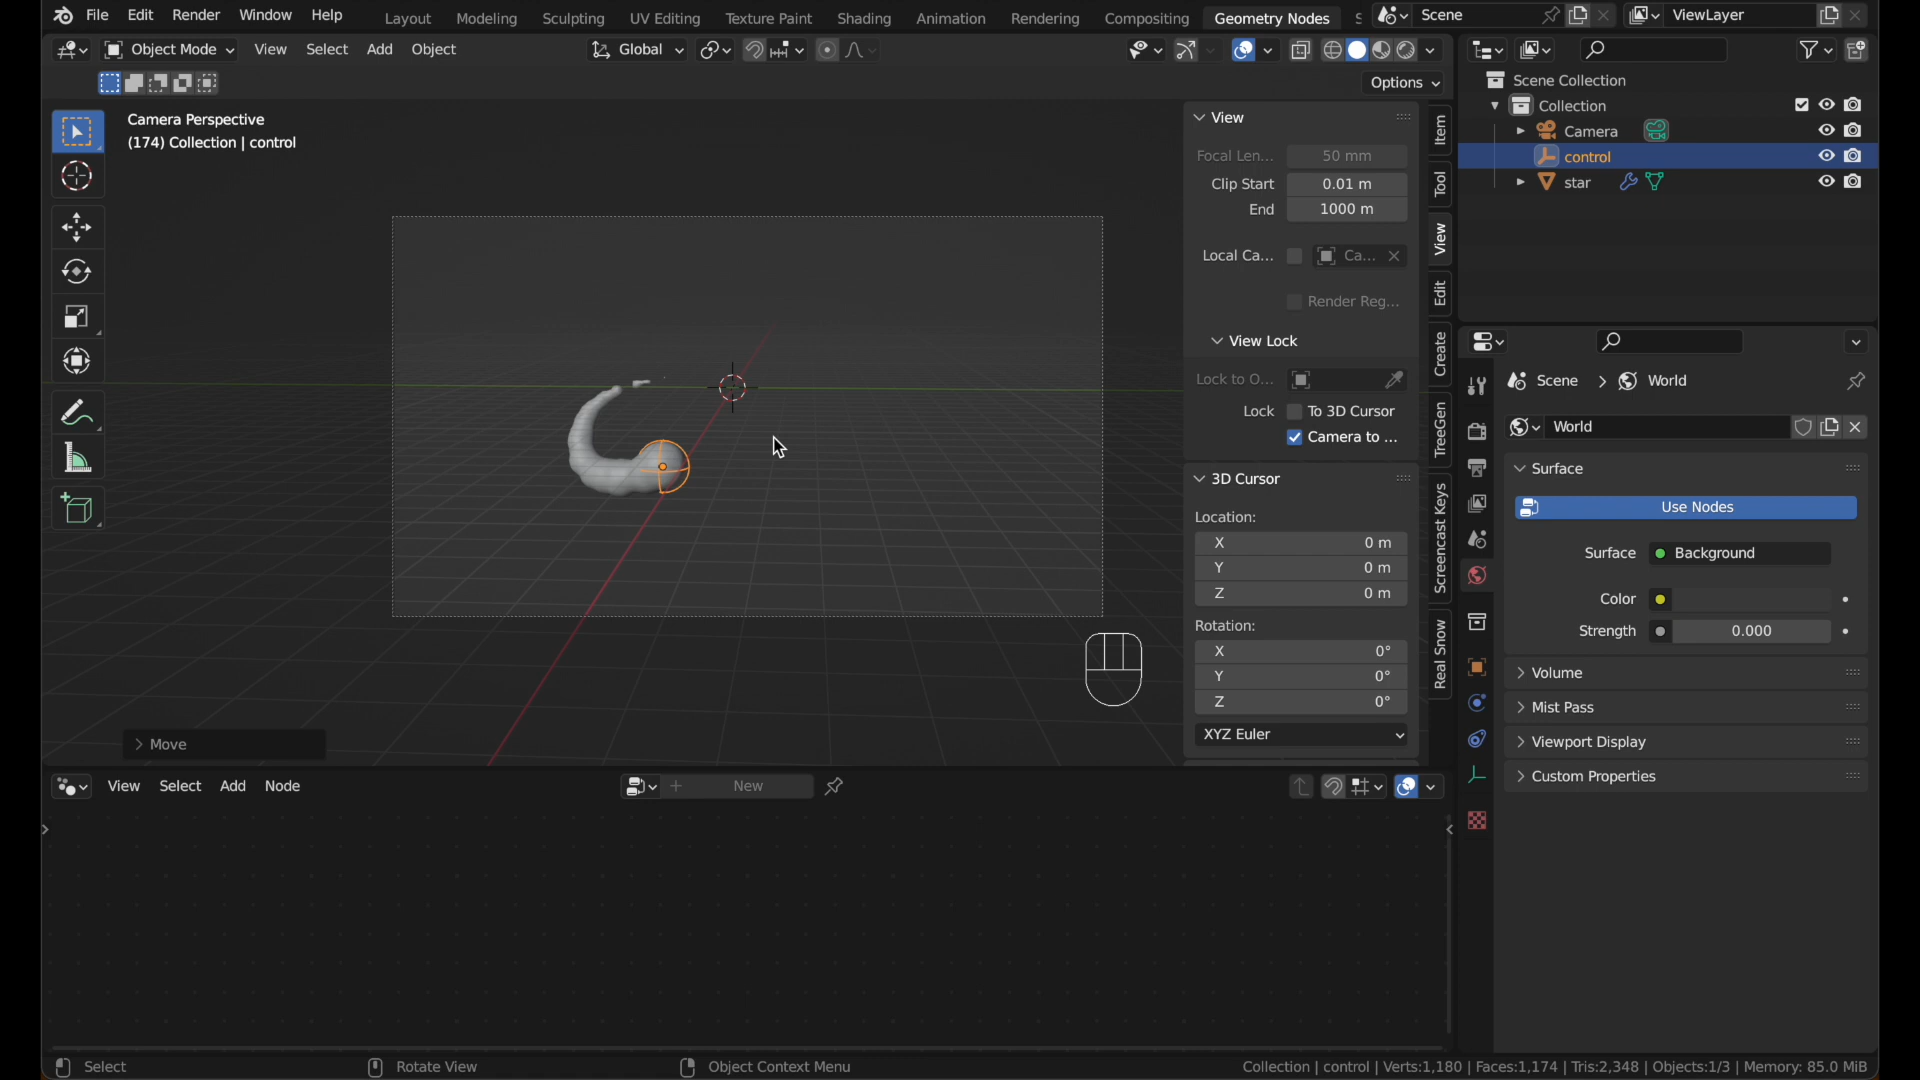 File Edit Render Window Help Layout Modeling Sculpting UV Editing Texture Paint Shading Animation Rendering Compositing Geometry Nodes S Scene ViewLayer
Object Mode View Select Add Object Global
Options
Camera Perspective
(174) Collection | control
Move
View
Focal Len... 50 mm
Clip Start 0.01 m
End 1000 m
Local Ca... Ca...
Render Reg...
View Lock
Lock to O...
Lock To 3D Cursor
Camera to ...
3D Cursor
Location:
X 0 m
Y 0 m
Z 0 m
Rotation:
X 0°
Y 0°
Z 0°
XYZ Euler
Item
Tool
View
Edit
Create
TreeGen
Screencast Keys
Real Snow
Scene Collection
Collection
Camera
control
star
Scene World
World
Surface
Use Nodes
Surface Background
Color
Strength 0.000
Volume
Mist Pass
Viewport Display
Custom Properties
View Select Add Node New
Select Rotate View Object Context Menu Collection | control | Verts:1,180 | Faces:1,174 | Tris:2,348 | Objects:1/3 | Memory: 85.0 MiB